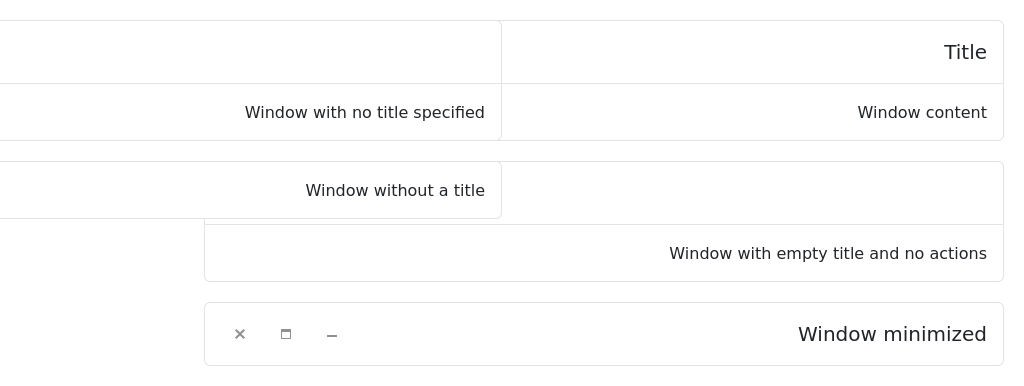 Title
Window with no title specified
Window content
Window without a title
Window with empty title and no actions
Window minimized